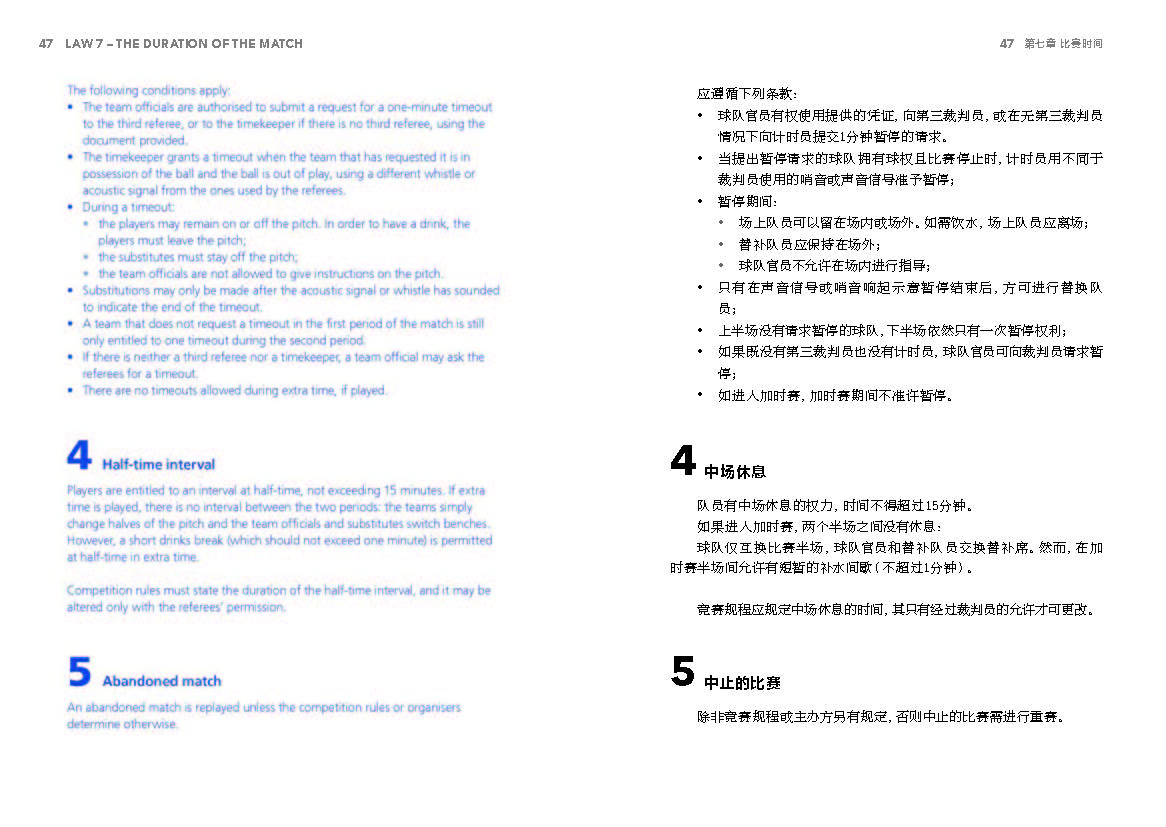 47 LAW 7 – THE DURATION OF THE MATCH
The following conditions apply:
• The team officials are authorised to submit a request for a one-minute timeout
to the third referee, or to the timekeeper if there is no third referee, using the
document provided.
• The timekeeper grants a timeout when the team that has requested it is in
possession of the ball and the ball is out of play, using a different whistle or
acoustic signal from the ones used by the referees.
• During a timeout:
• the players may remain on or off the pitch. In order to have a drink, the
players must leave the pitch;
• the substitutes must stay off the pitch;
• the team officials are not allowed to give instructions on the pitch.
• Substitutions may only be made after the acoustic signal or whistle has sounded
to indicate the end of the timeout.
• A team that does not request a timeout in the first period of the match is still
only entitled to one timeout during the second period.
• If there is neither a third referee nor a timekeeper, a team official may ask the
referees for a timeout.
• There are no timeouts allowed during extra time, if played.
4 Half-time interval
Players are entitled to an interval at half-time, not exceeding 15 minutes. If extra
time is played, there is no interval between the two periods: the teams simply
change halves of the pitch and the team officials and substitutes switch benches.
However, a short drinks break (which should not exceed one minute) is permitted
at half-time in extra time.
Competition rules must state the duration of the half-time interval, and it may be
altered only with the referees' permission.
5 Abandoned match
An abandoned match is replayed unless the competition rules or organisers
determine otherwise.
47 第七章 比赛时间
应遵循下列条款：
• 球队官员有权使用提供的凭证，向第三裁判员，或在无第三裁判员
情况下向计时员提交1分钟暂停的请求。
• 当提出暂停请求的球队拥有球权且比赛停止时，计时员用不同于
裁判员使用的哨音或声音信号准予暂停；
• 暂停期间：
• 场上队员可以留在场内或场外。如需饮水，场上队员应离场；
• 替补队员应保持在场外；
• 球队官员不允许在场内进行指导；
• 只有在声音信号或哨音响起示意暂停结束后，方可进行替换队
员；
• 上半场没有请求暂停的球队，下半场依然只有一次暂停权利；
• 如果既没有第三裁判员也没有计时员，球队官员可向裁判员请求暂
停；
• 如进入加时赛，加时赛期间不准许暂停。
4 中场休息
队员有中场休息的权力，时间不得超过15分钟。
如果进入加时赛，两个半场之间没有休息：
球队仅互换比赛半场，球队官员和替补队员交换替补席。然而，在加
时赛半场间允许有短暂的补水间歇（不超过1分钟）。
竞赛规程应规定中场休息的时间，其只有经过裁判员的允许才可更改。
5 中止的比赛
除非竞赛规程或主办方另有规定，否则中止的比赛需进行重赛。